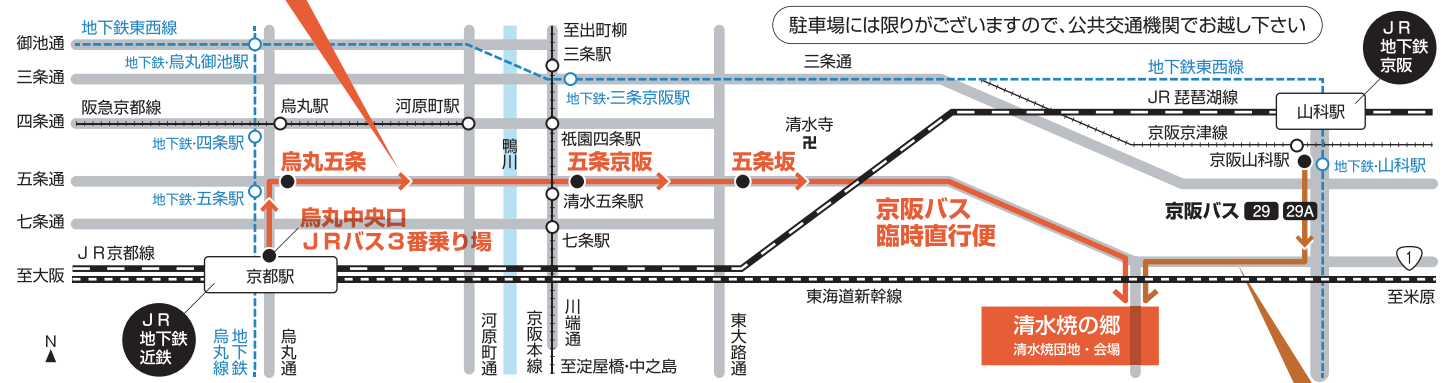 駐車場には限りがございますので、公共交通機関でお越し下さい
地下鉄東西線
御池通
地下鉄・烏丸御池駅
至出町柳
三条駅
三条通
三条通
地下鉄・三条京阪駅
地下鉄東西線
JR
地下鉄
京阪
阪急京都線
烏丸駅
河原町駅
四条通
地下鉄・四条駅
祇園四条駅
清水寺
卍
JR琵琶湖線
山科駅
京阪京津線
京阪山科駅
地下鉄・山科駅
鴨川
烏丸五条
五条京阪
五条坂
五条通
地下鉄・五条駅
清水五条駅
京阪バス
臨時直行便
京阪バス 29 29A
烏丸中央口
JRバス3番乗り場
七条通
七条駅
JR京都線
至大阪
京都駅
東海道新幹線
1
至米原
JR
地下鉄
近鉄
地下鉄
烏丸線
烏丸通
河原町通
京阪本線
川端通
至淀屋橋・中之島
東大路通
清水焼の郷
清水焼団地・会場
N